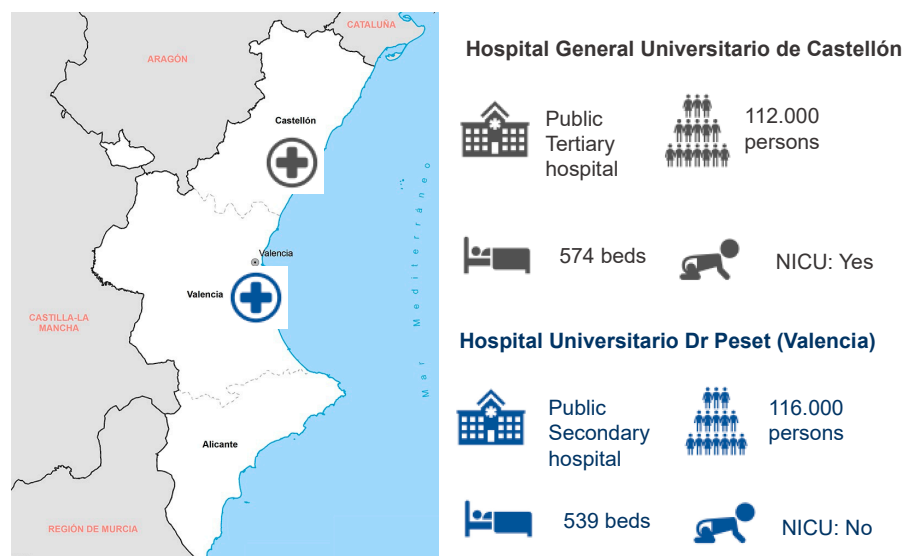 CATALUÑA
ARAGÓN
Castellón
Valencia
Valencia
CASTILLA-LA
MANCHA
Alicante
REGIÓN DE MURCIA
Mar Mediterráneo
Hospital General Universitario de Castellón
Public
Tertiary
hospital
112.000
persons
574 beds
NICU: Yes
Hospital Universitario Dr Peset (Valencia)
Public
Secondary
hospital
116.000
persons
539 beds
NICU: No